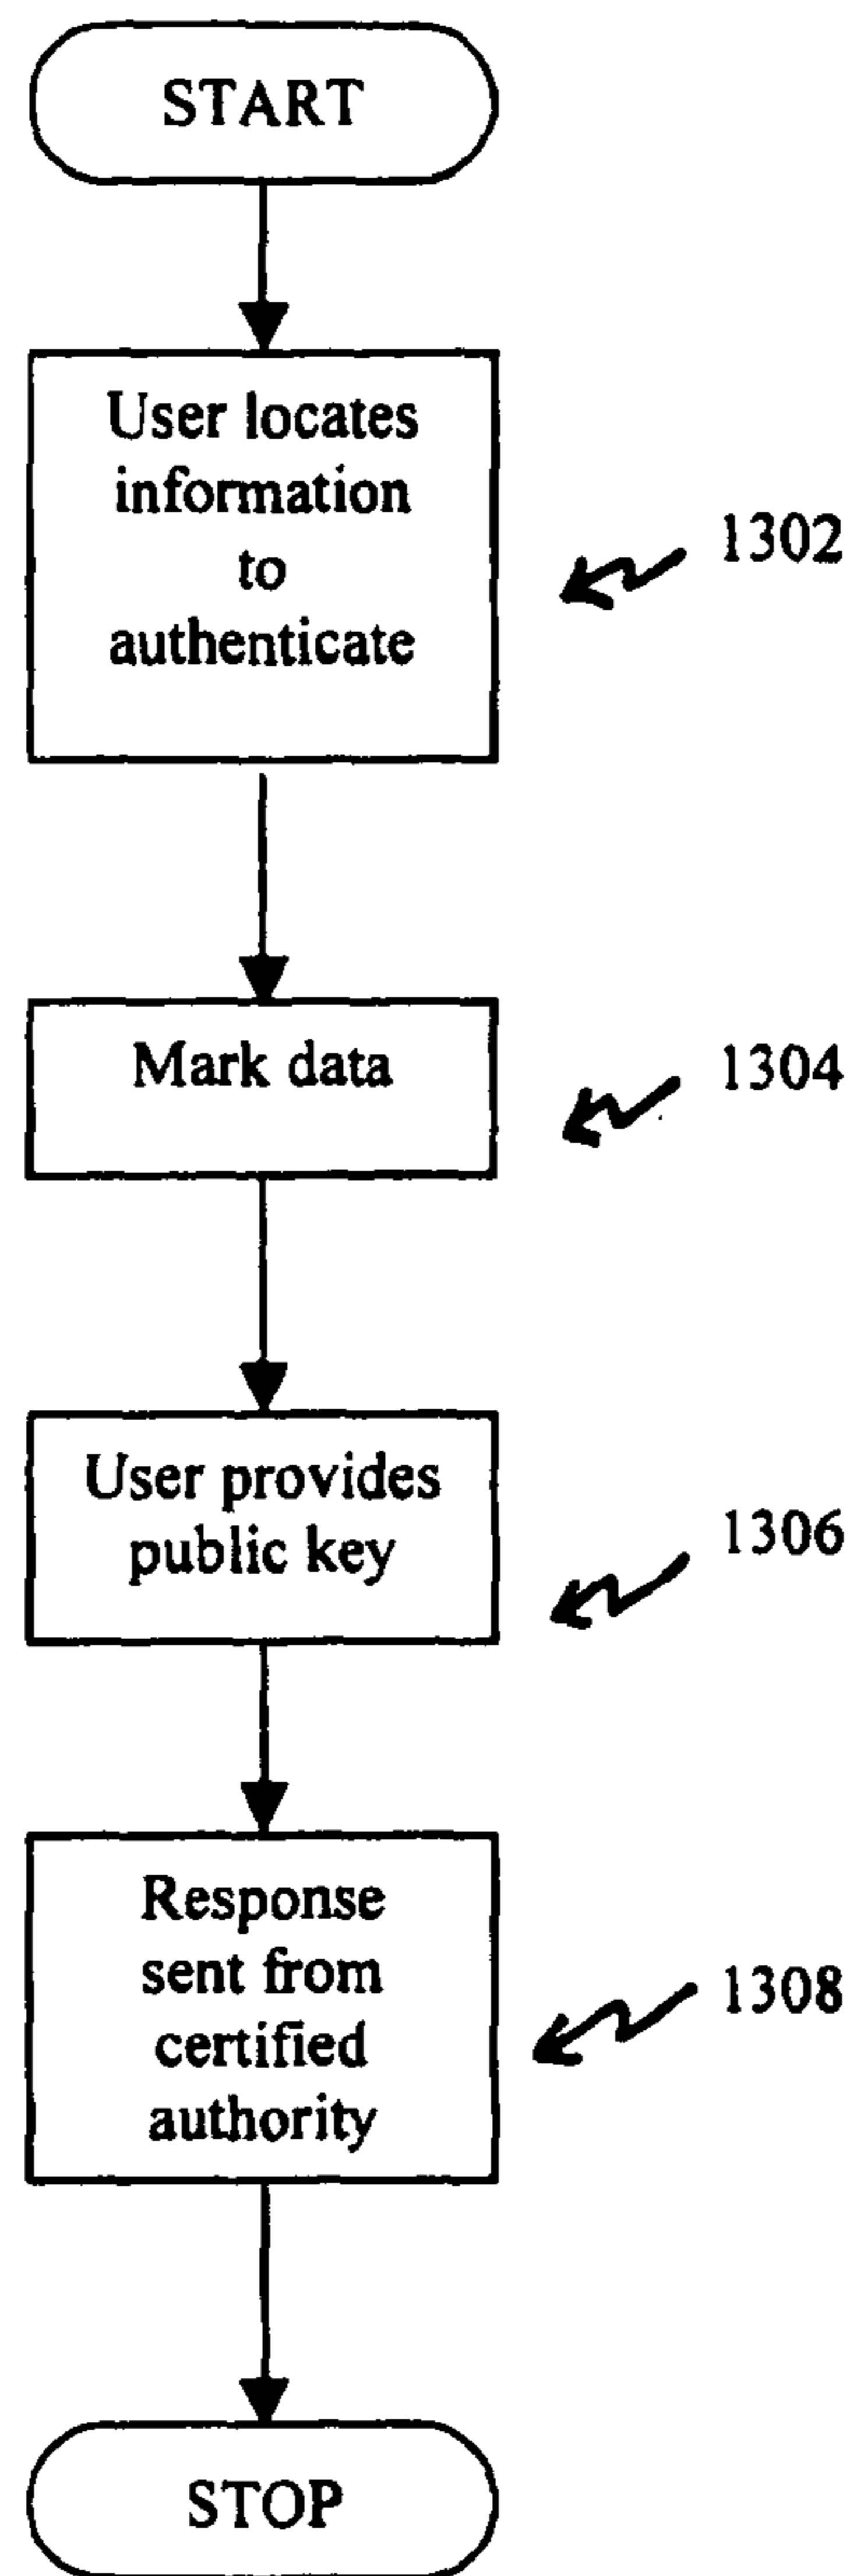 START
User locates
information
to
authenticate
1302
Mark data
1304
User provides
public key
1306
Response
sent from
certified
authority
1308
STOP